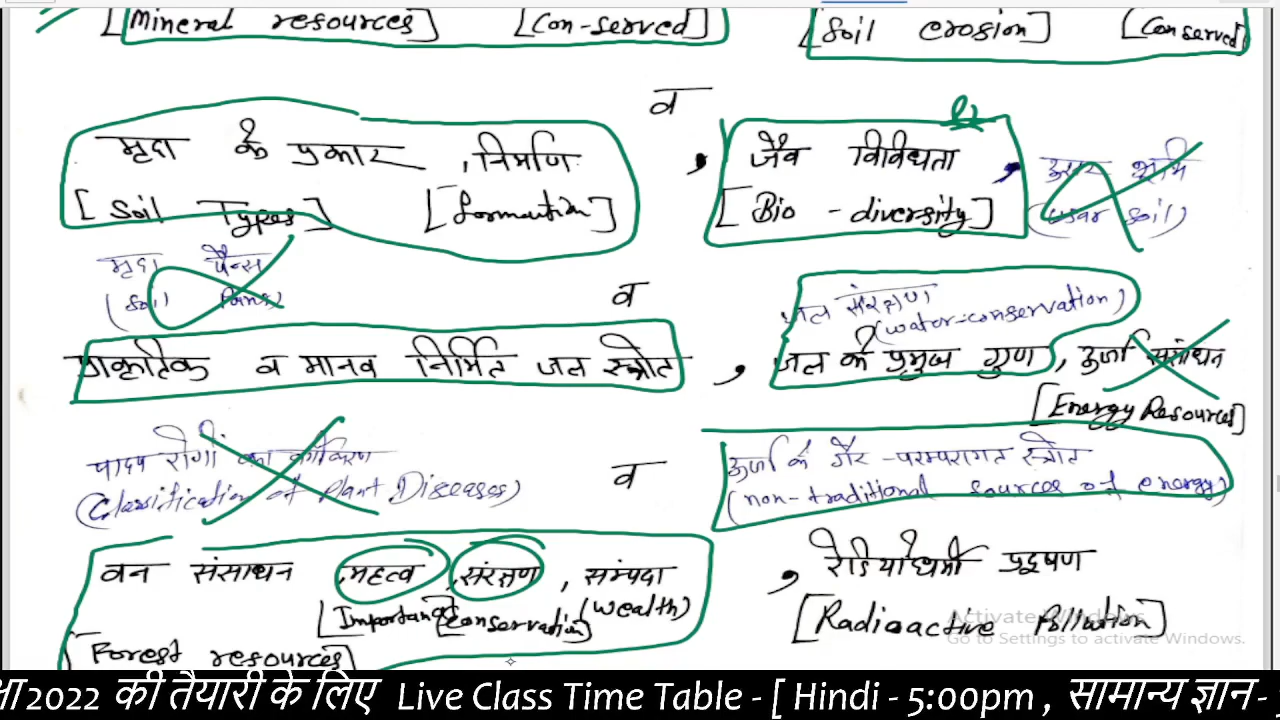 [Mineral resources] [Con-served) [Soil erosion] [Conserved]
व
मृदा के प्रकार, निर्माण, जैव विविधता, ऊसर भूमि
[Soil Types] [formation] [Bio-diversity] (usar soil)
मृदा
(Soil
व जल संरक्षण
(water-conservation)
प्राकृतिक व मानव निर्मित जल स्त्रोत, जल के प्रमुख गुण, ऊर्जा संसाधन
[Energy Resources]
पादप रोगों का वर्गीकरण व ऊर्जा के गैर-परम्परागत स्त्रोत
(Classification of Plant Diseases) (non-traditional sources of energy)
वन संसाधन, महत्व, संरक्षण, सम्पदा, रेडियोधर्मी प्रदूषण
[Importance] [Conservation] (Wealth) [Radioactive Pollution]
[Forest resources]
Activate Windows
Go to Settings to activate Windows.
क्षा 2022 की तैयारी के लिए Live Class Time Table - [ Hindi - 5:00pm , सामान्य ज्ञान-